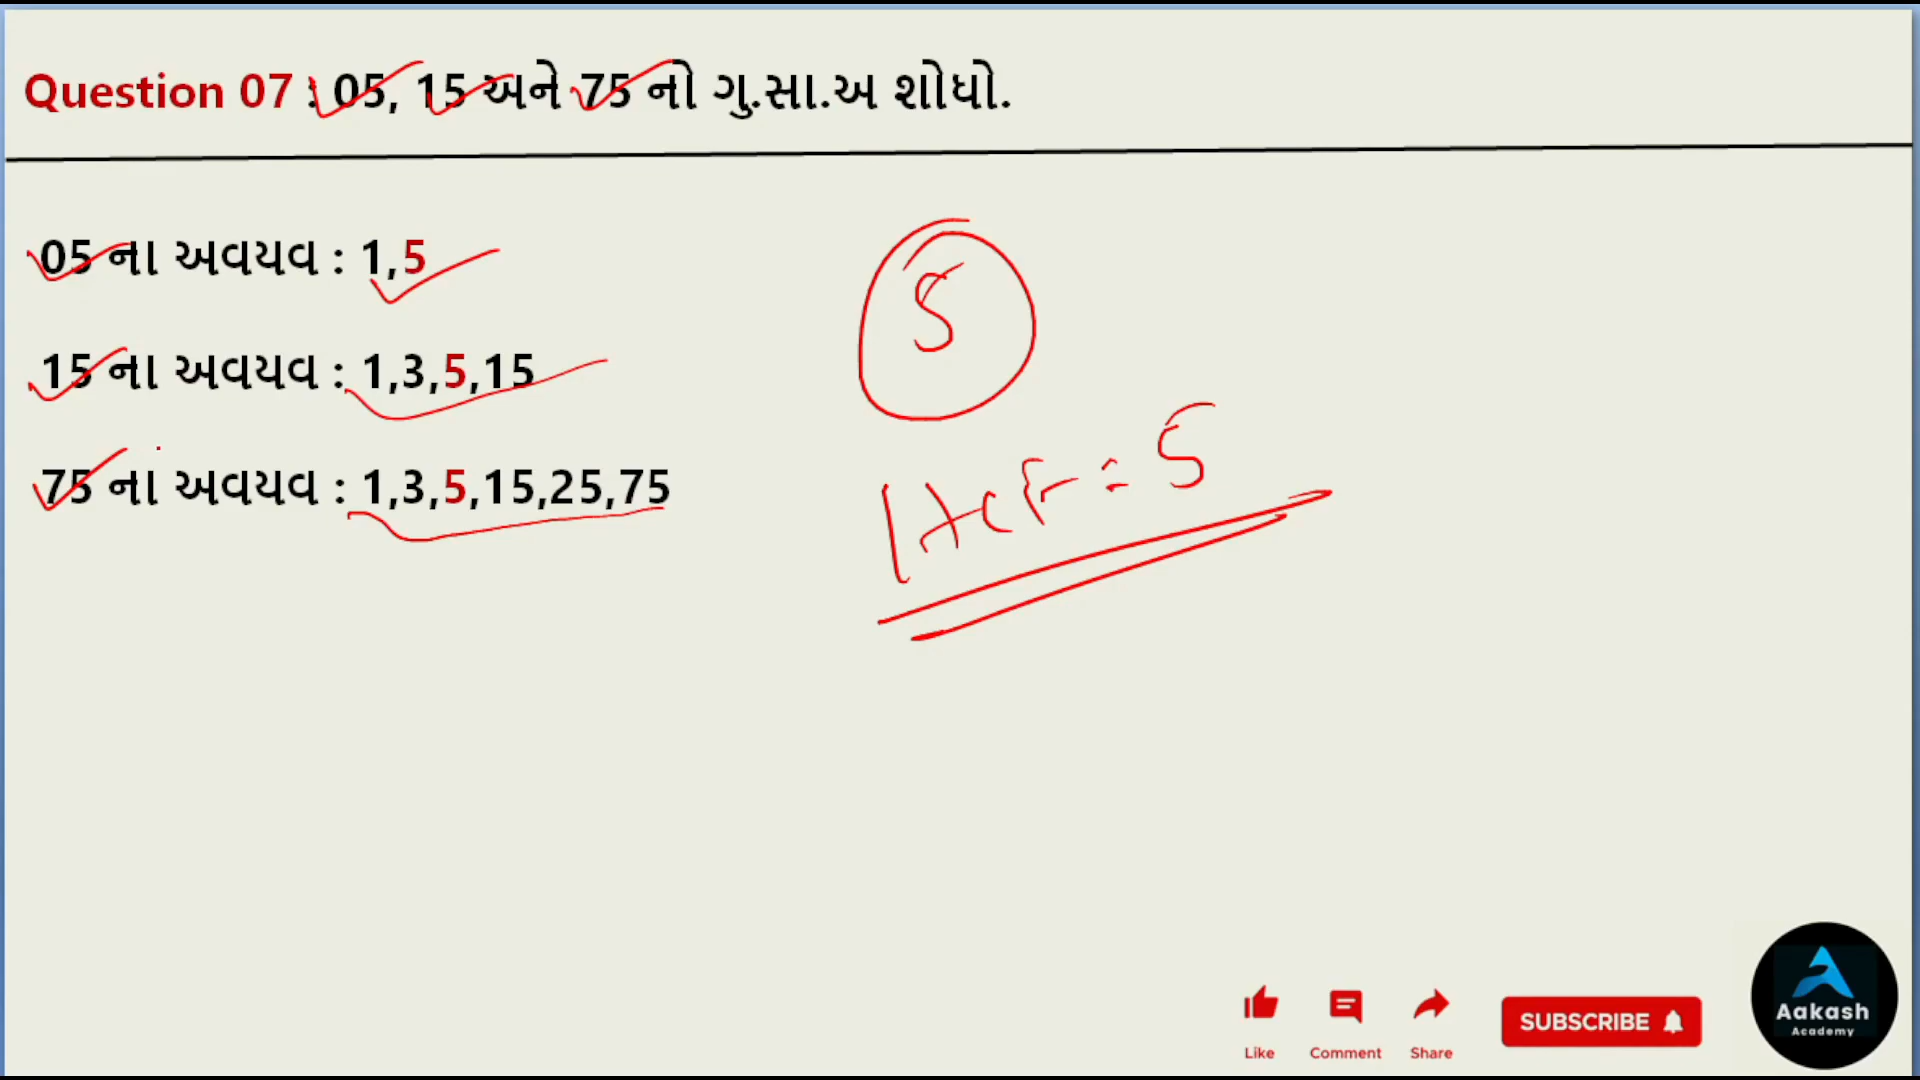 Question 07 : 05, 15 અને 75 નો ગુ.સા.અ શોધો.
05 ના અવયવ : 1,5
15 ના અવયવ : 1,3,5,15
75 ના અવયવ : 1,3,5,15,25,75
5
HCF = 5
Like
Comment
Share
SUBSCRIBE
Aakash
Academy